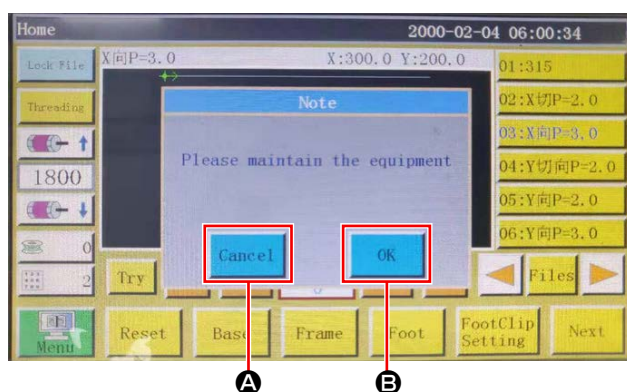 Home 2000-02-04 06:00:34
Lock File
X向P=3.0 X:300.0 Y:200.0
01:315
Threading
Note
02:X切P=2.0
03:X向P=3.0
Please maintain the equipment
04:Y切向P=2.0
1800
05:Y向P=2.0
06:Y向P=3.0
0
Cancel
OK
2
Try
Files
Menu
Reset
Base
Frame
Foot
FootClip
Setting
Next
A
B